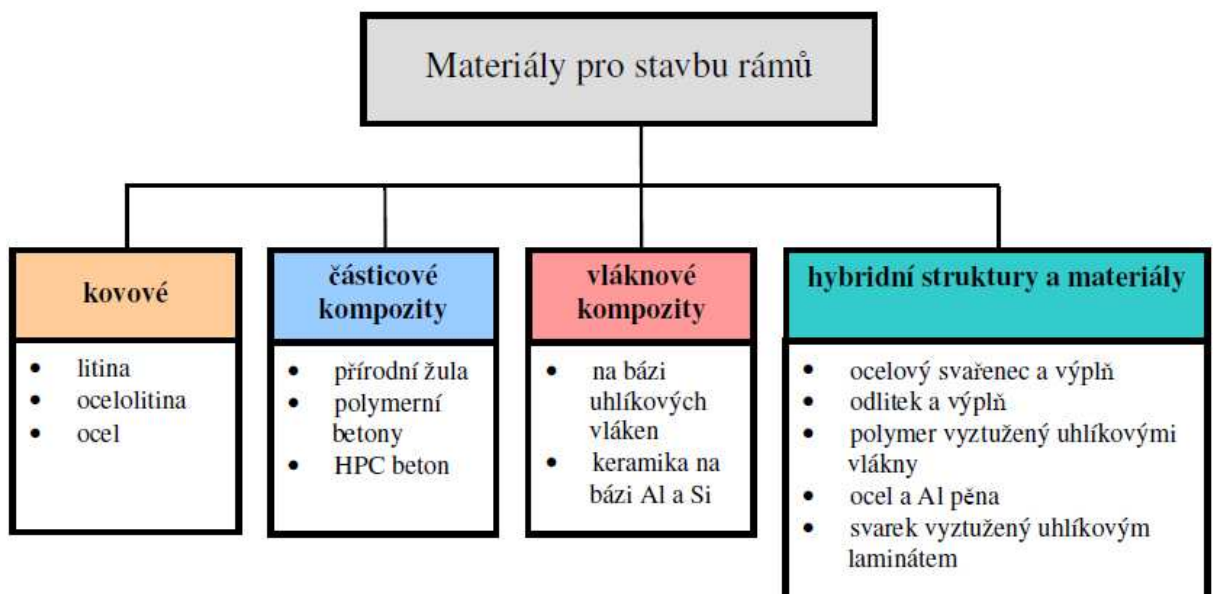 Materiály pro stavbu rámů
kovové
• litina
• ocelolitina
• ocel
částicové
kompozity
• přírodní žula
• polymerní
betony
• HPC beton
vláknové
kompozity
• na bázi
uhlíkových
vláken
• keramika na
bázi Al a Si
hybridní struktury a materiály
• ocelový svařenec a výplň
• odlitek a výplň
• polymer vyztužený uhlíkovými
vlákny
• ocel a Al pěna
• svarek vyztužený uhlíkovým
laminátem